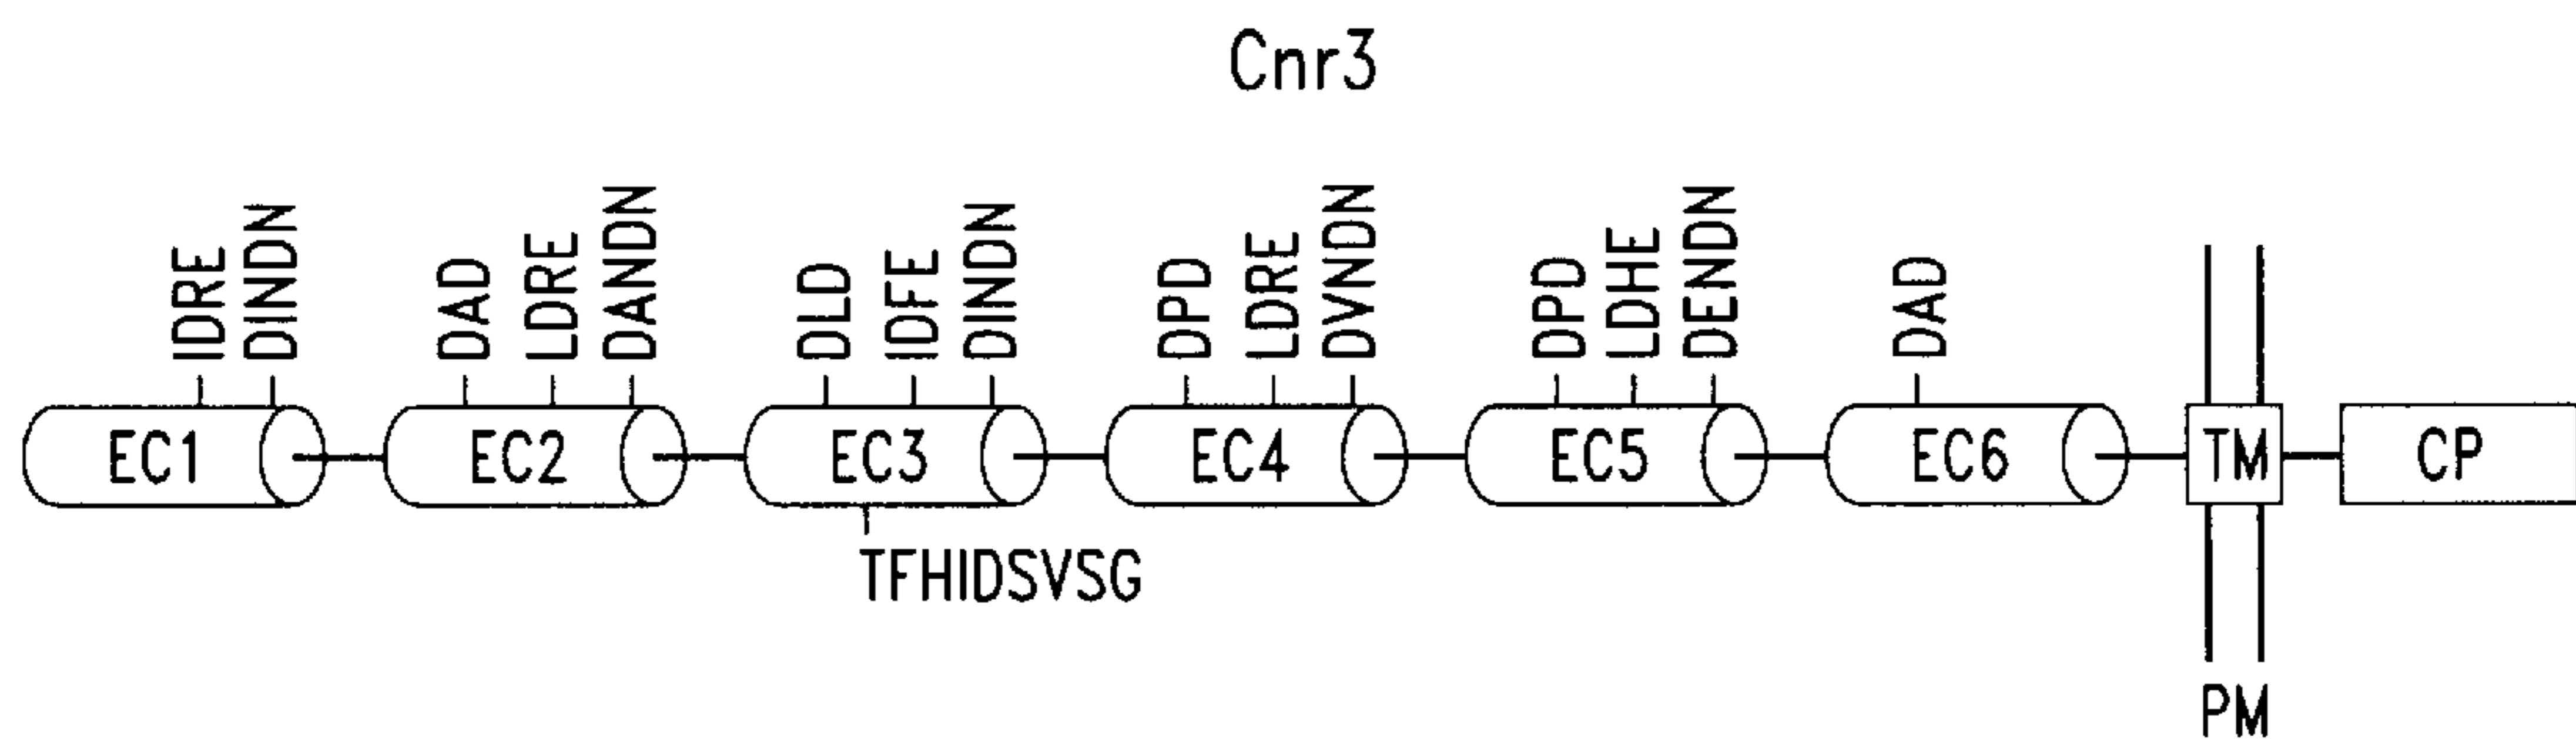 Cnr3
IDRE
DINDN
DAD
LDRE
DANDN
DLD
IDFE
DINDN
DPD
LDRE
DVNDN
DPD
LDHE
DENDN
DAD
EC1
EC2
EC3
EC4
EC5
EC6
TM
CP
TFHIDSVSG
PM